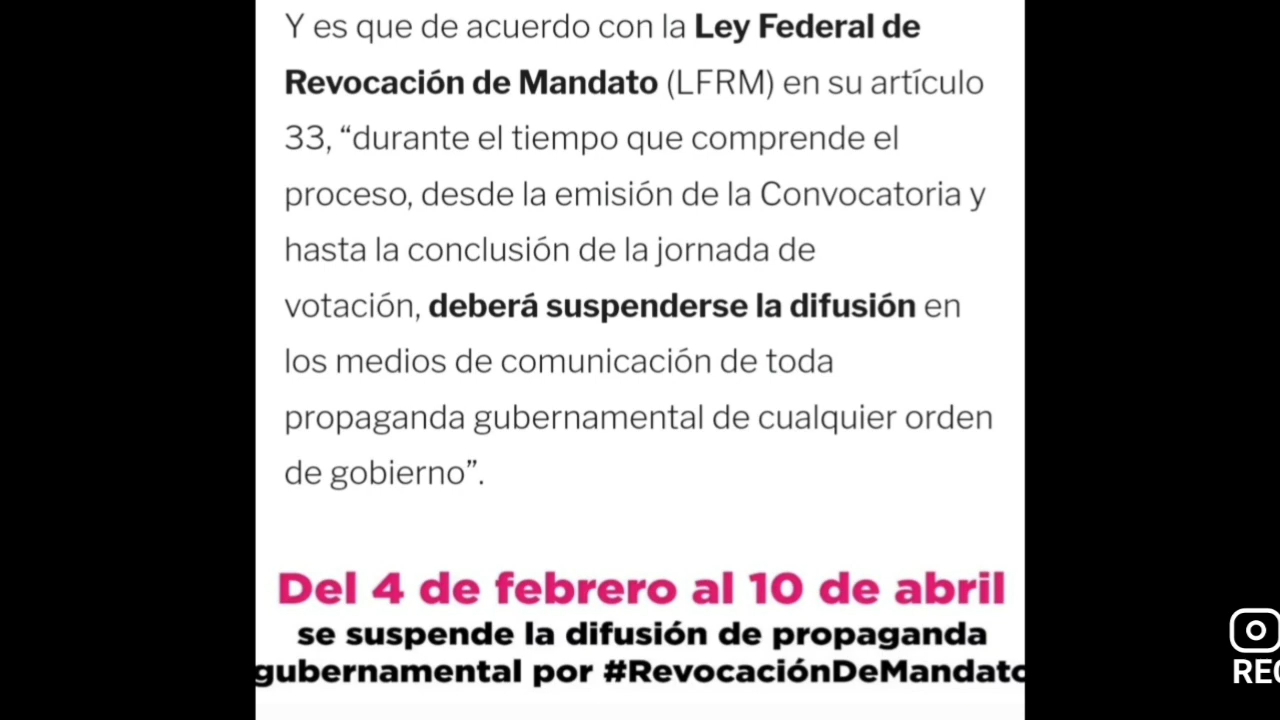 Y es que de acuerdo con la Ley Federal de
Revocación de Mandato (LFRM) en su artículo
33, “durante el tiempo que comprende el
proceso, desde la emisión de la Convocatoria y
hasta la conclusión de la jornada de
votación, deberá suspenderse la difusión en
los medios de comunicación de toda
propaganda gubernamental de cualquier orden
de gobierno”.
Del 4 de febrero al 10 de abril
se suspende la difusión de propaganda
gubernamental por #RevocaciónDeMandato
REC